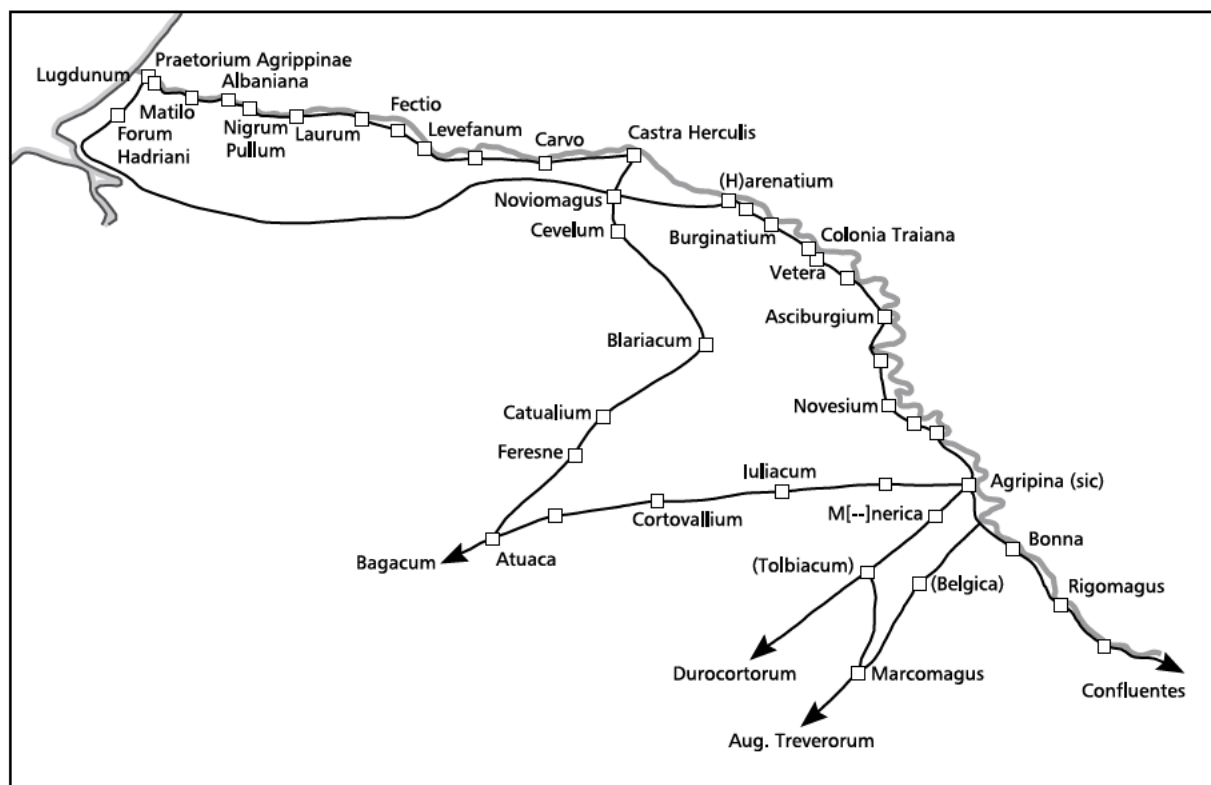 Praetorium Agrippinae
Lugdunum
Albaniana
Matilo
Fectio
Forum
Hadriani
Nigrum
Pullum
Laurum
Levefanum
Carvo
Castra Herculis
(H)arenatium
Noviomagus
Cevelum
Burginatium
Colonia Traiana
Vetera
Asciburgium
Blariacum
Catualium
Novesium
Feresne
Iuliacum
Agripina (sic)
Cortovallium
M[--]nerica
Bagacum
Atuaca
Bonna
(Tolbiacum)
(Belgica)
Rigomagus
Durocortorum
Marcomagus
Confluentes
Aug. Treverorum